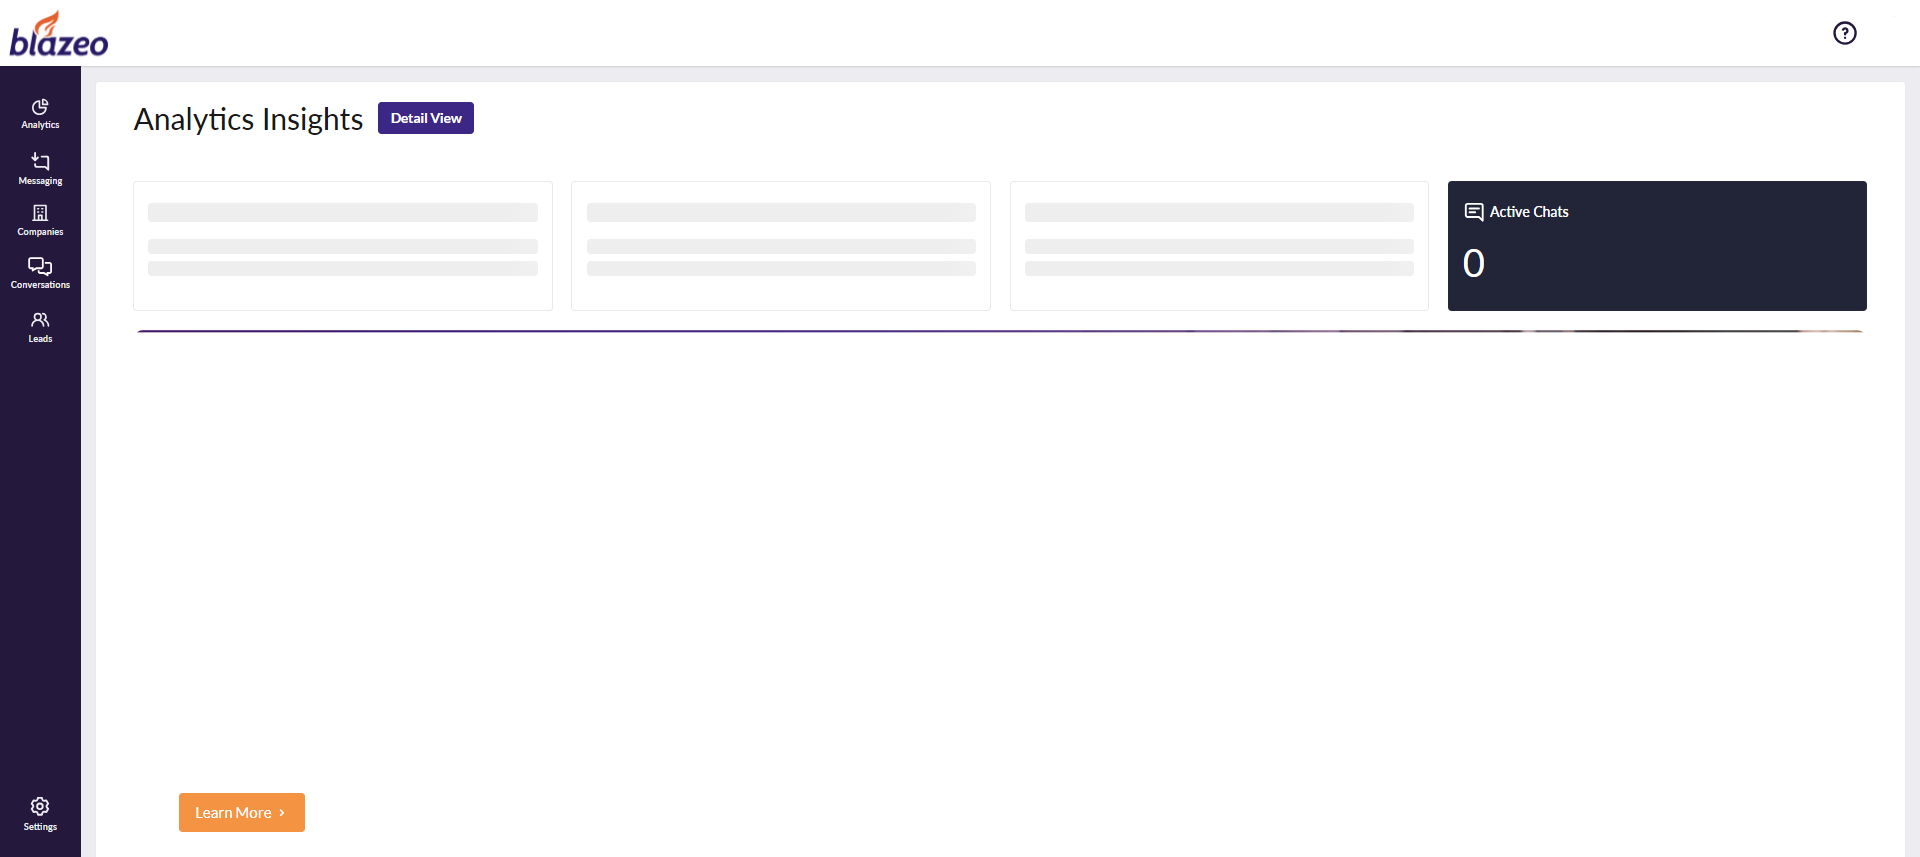 blazeo
?
Analytics
Messaging
Companies
Conversations
Leads
Settings
Analytics Insights
Detail View
Active Chats
0
Learn More ›